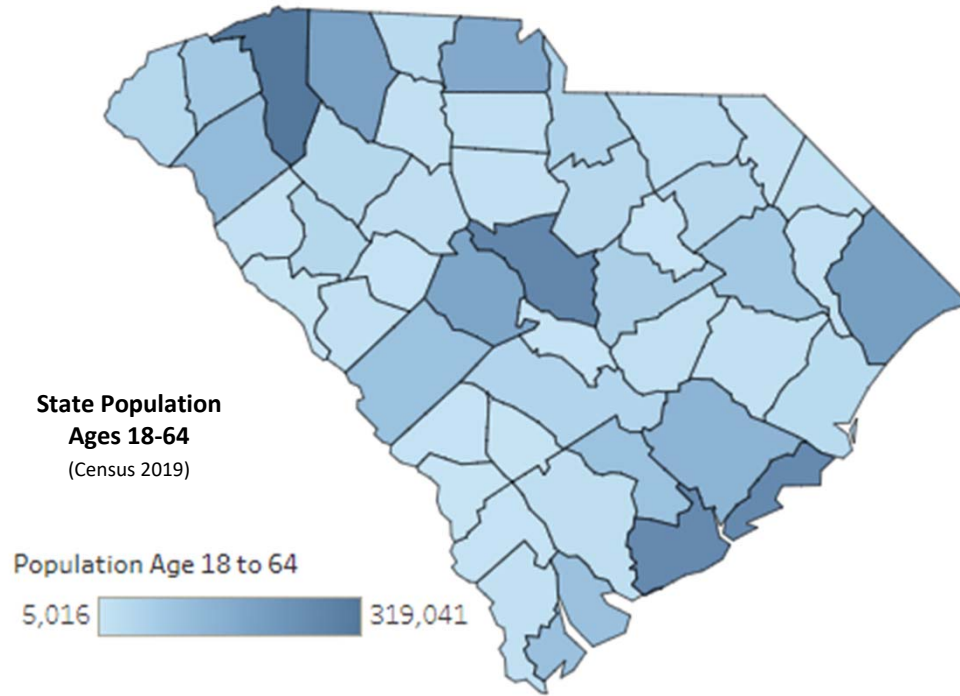 State Population
Ages 18-64
(Census 2019)
Population Age 18 to 64
5,016 319,041